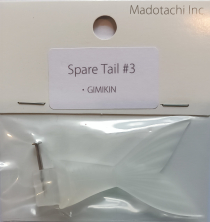 Madotachi Inc
Spare Tail #3
・GIMIKIN